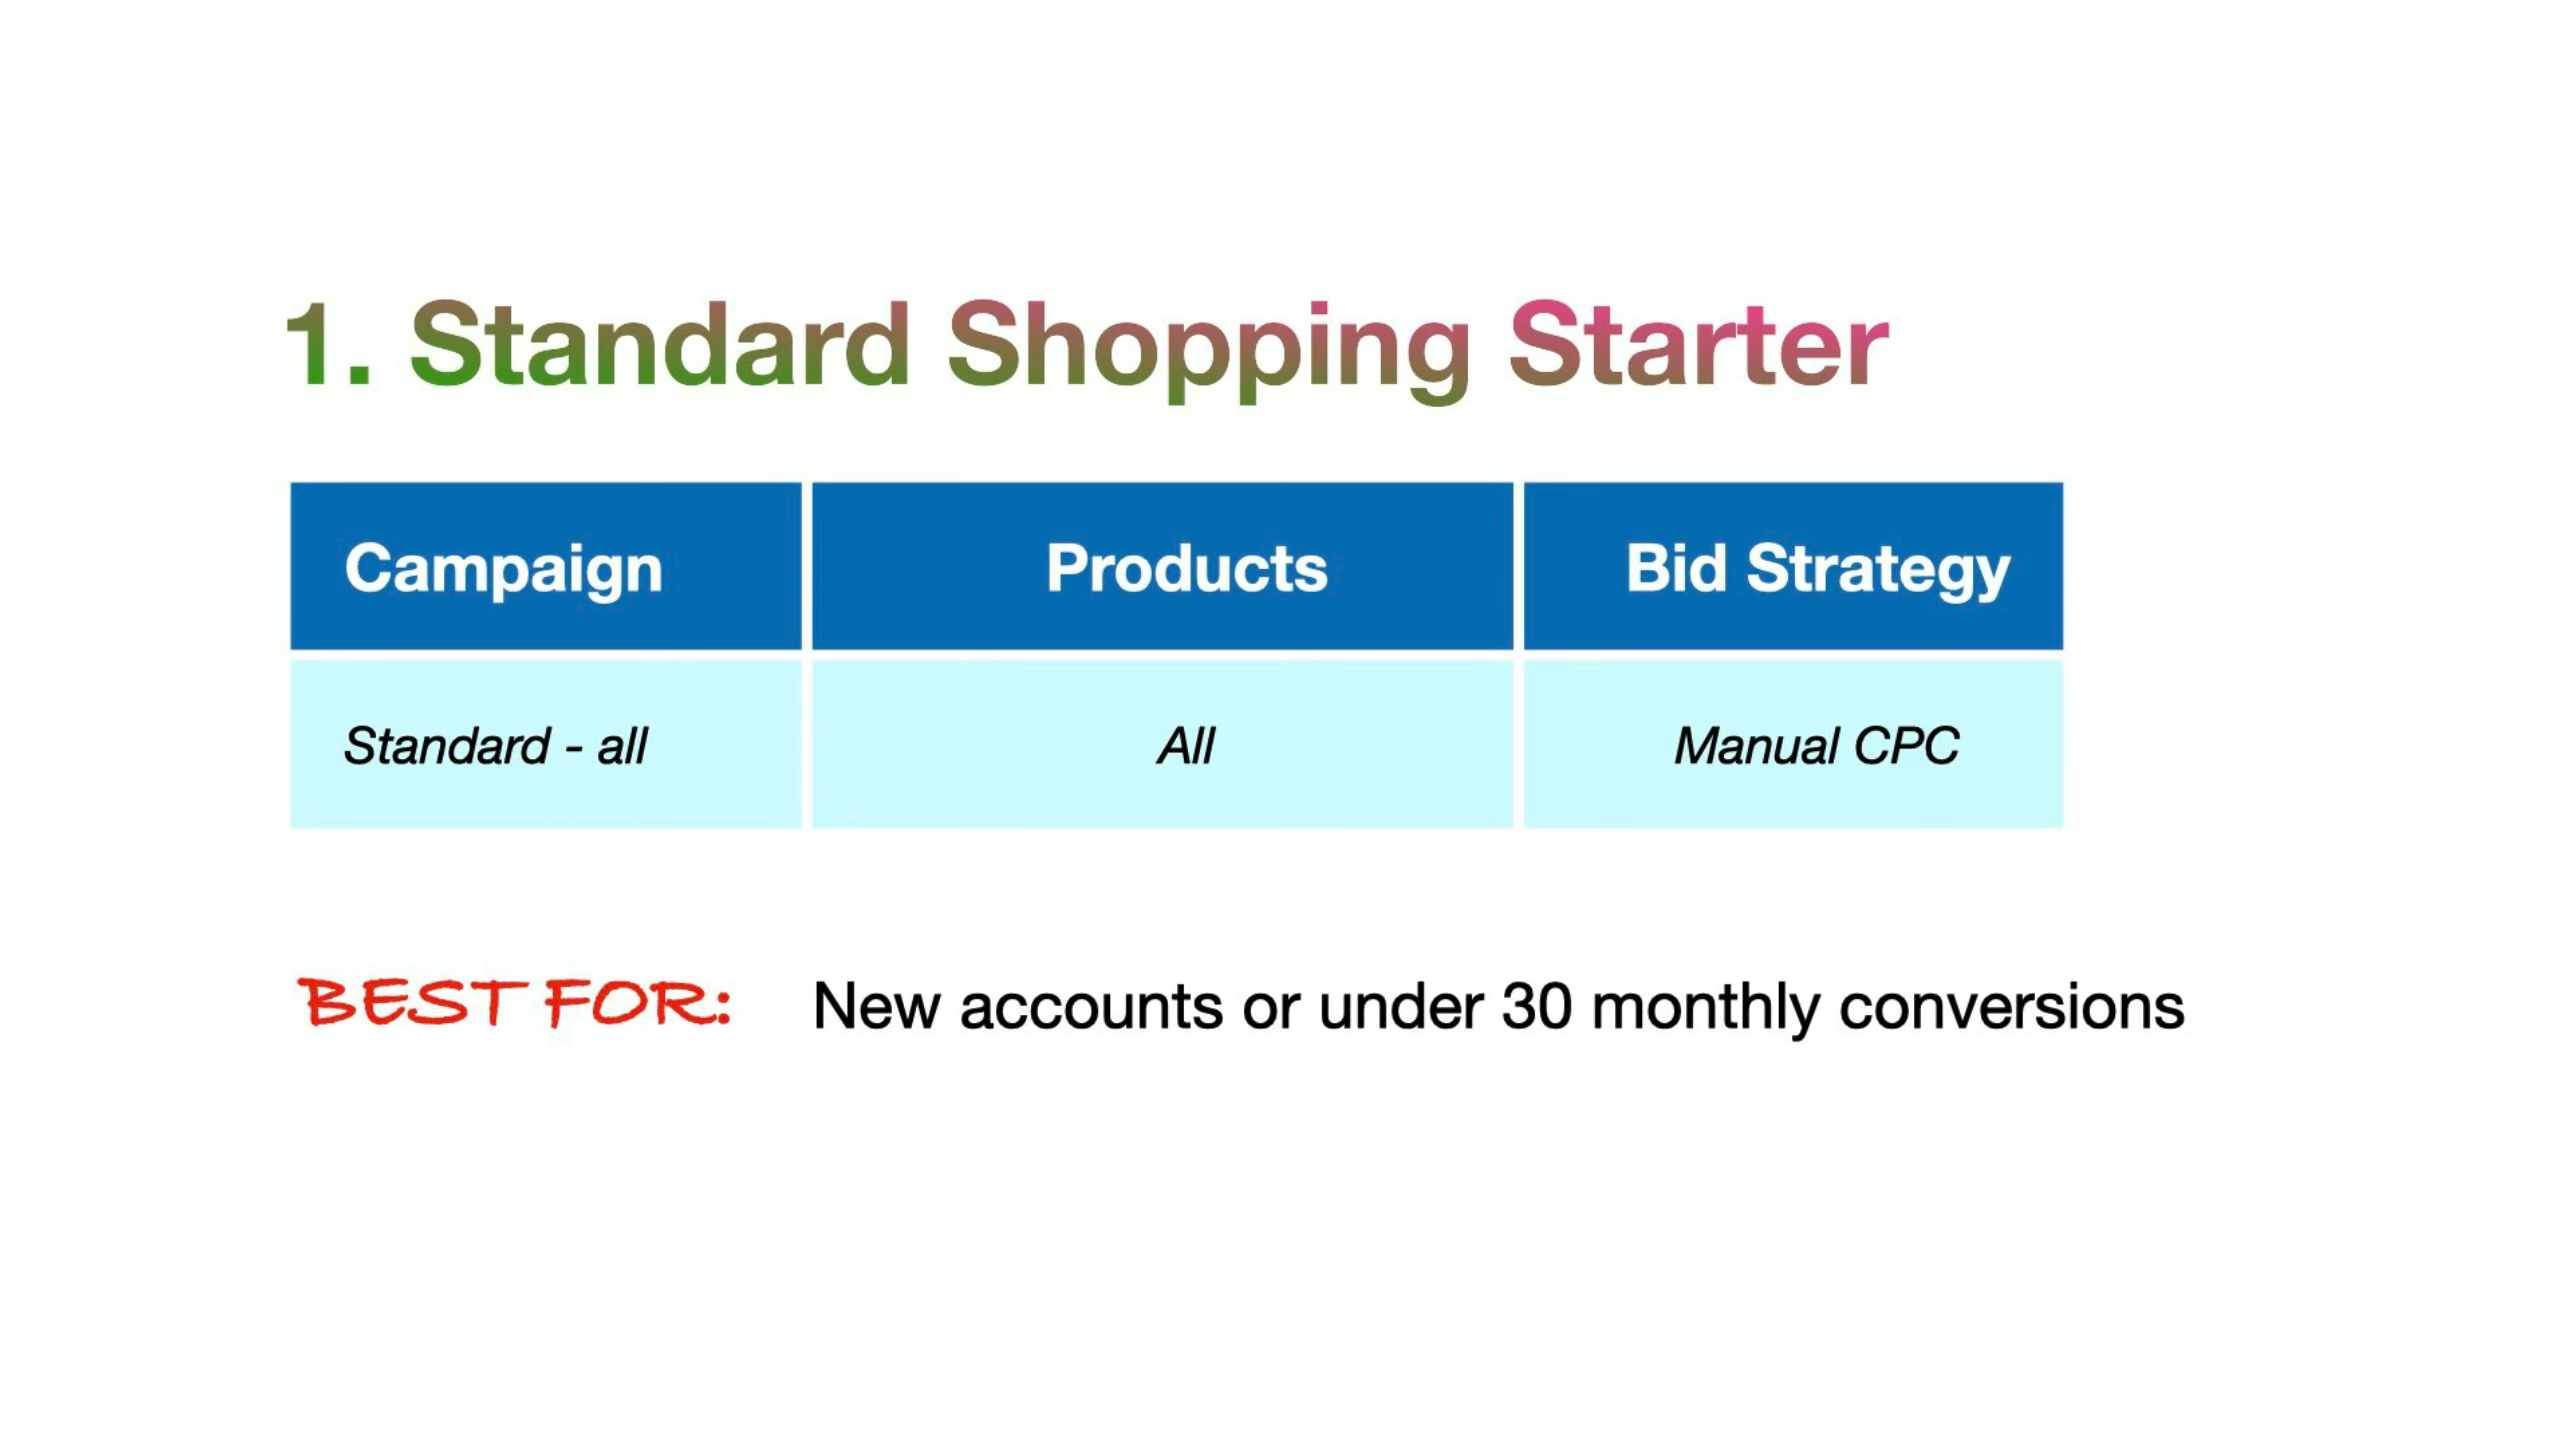 1. Standard Shopping Starter
Campaign Products Bid Strategy
Standard - all All Manual CPC
BEST FOR: New accounts or under 30 monthly conversions